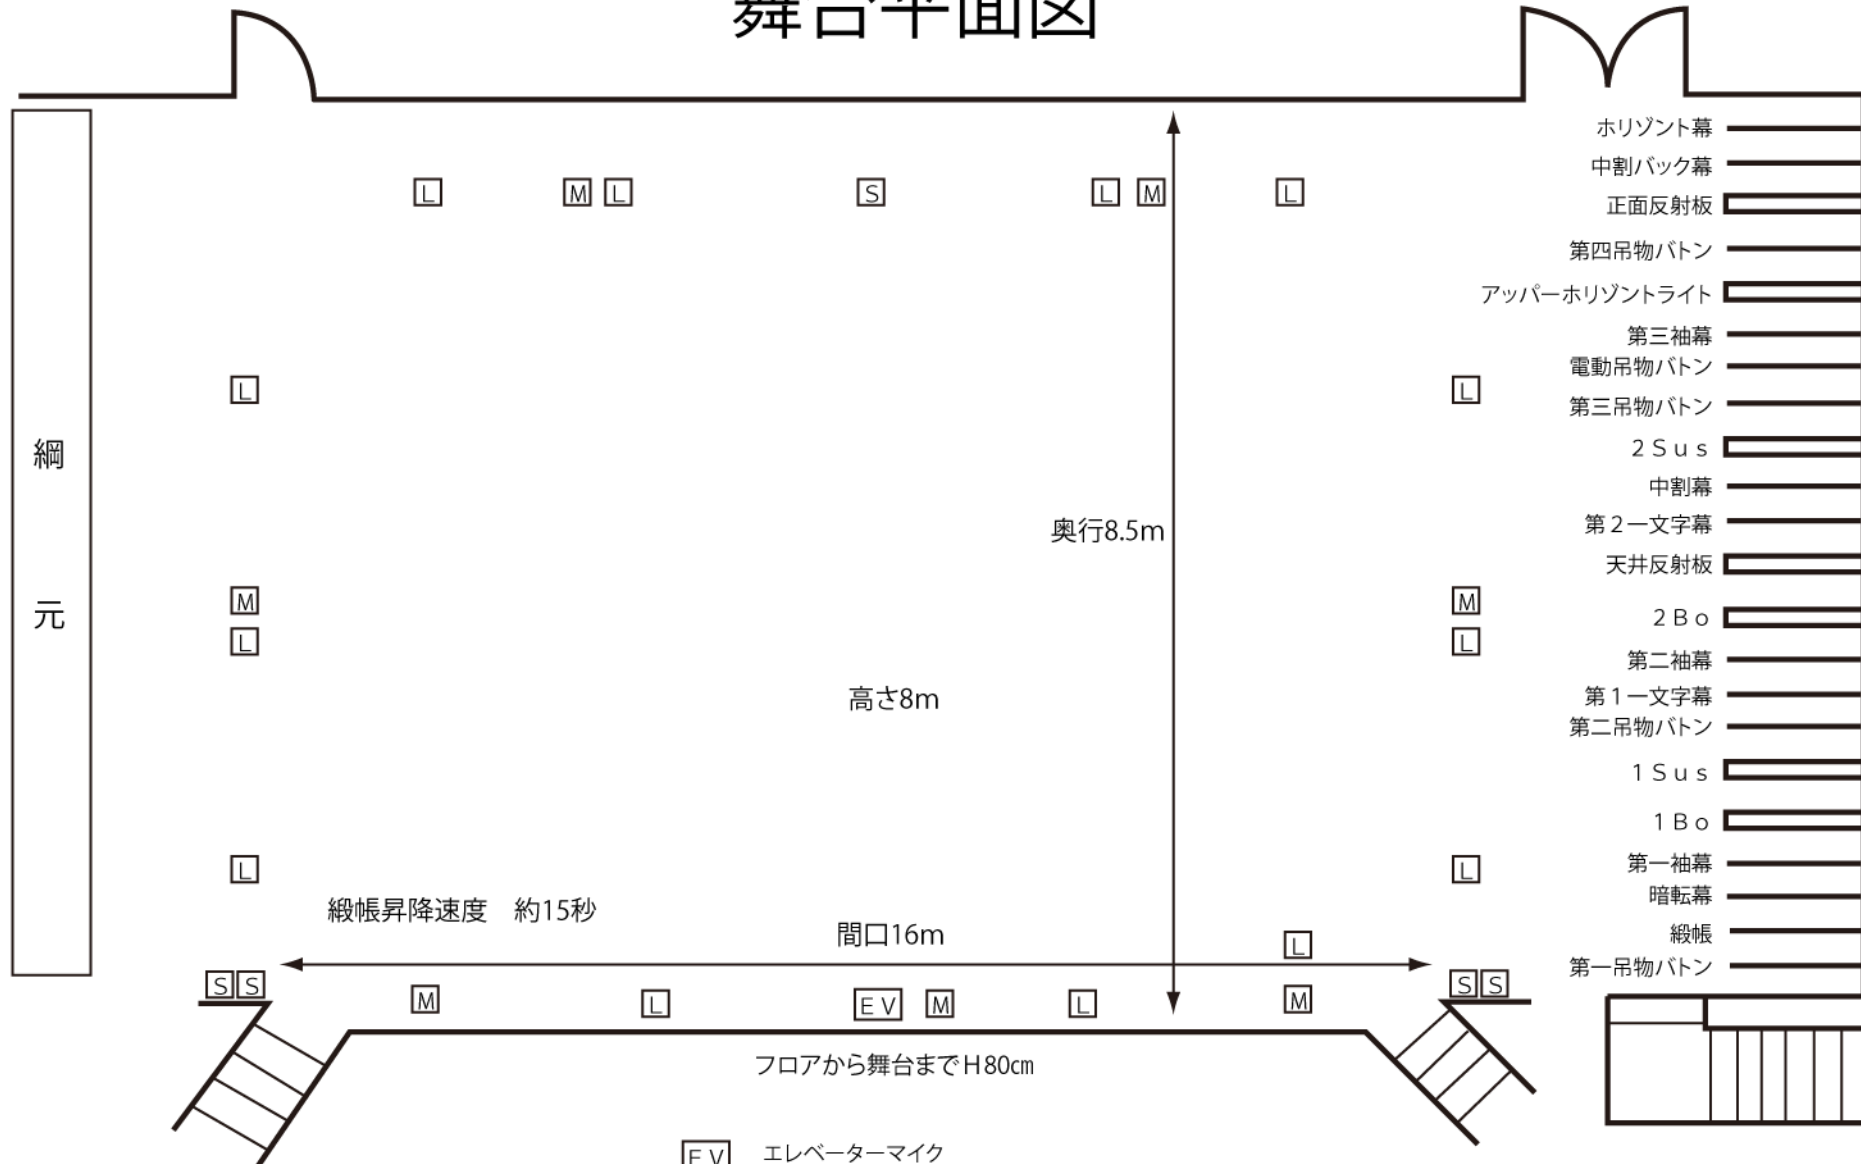 舞台平面図
ホリゾント幕
中割バック幕
L M L S L M L
正面反射板
第四吊物バトン
アッパーホリゾントライト
第三袖幕
電動吊物バトン
L L
第三吊物バトン
2Sus
綱元
中割幕
第2一文字幕
奥行8.5m
天井反射板
M M
2Bo
L L
第二袖幕
高さ8m
第1一文字幕
第二吊物バトン
1Sus
1Bo
第一袖幕
L L
暗転幕
緞帳昇降速度 約15秒
間口16m
緞帳
L
第一吊物バトン
S S S S
M L EV M L M
フロアから舞台までH80cm
EV エレベーターマイク